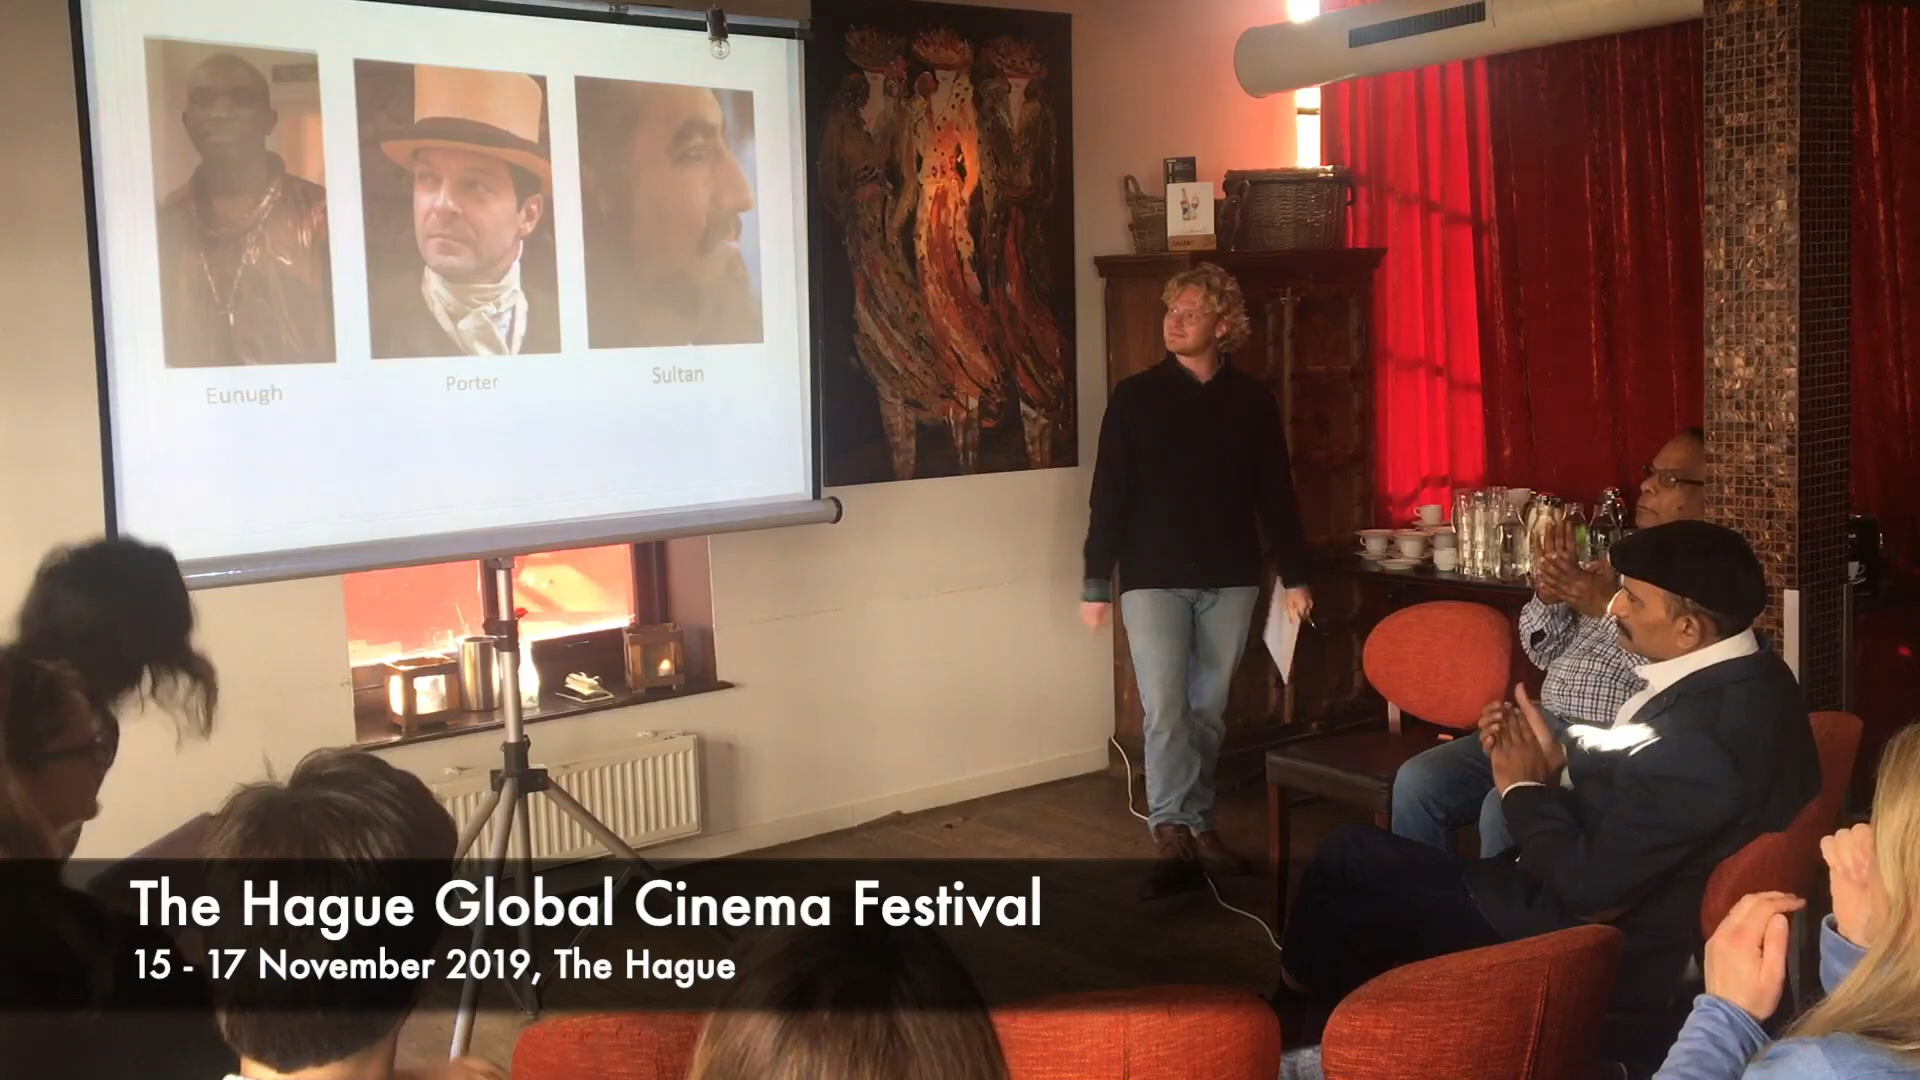 Eunugh
Porter
Sultan
The Hague Global Cinema Festival
15 - 17 November 2019, The Hague